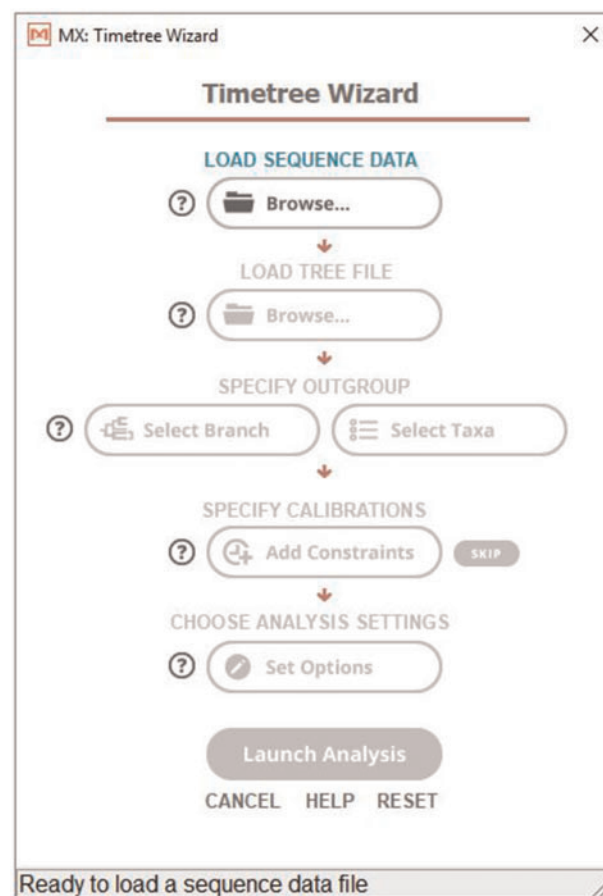 MX: Timetree Wizard
Timetree Wizard
LOAD SEQUENCE DATA
? Browse...
LOAD TREE FILE
? Browse...
SPECIFY OUTGROUP
? Select Branch Select Taxa
SPECIFY CALIBRATIONS
? Add Constraints SKIP
CHOOSE ANALYSIS SETTINGS
? Set Options
Launch Analysis
CANCEL HELP RESET
Ready to load a sequence data file